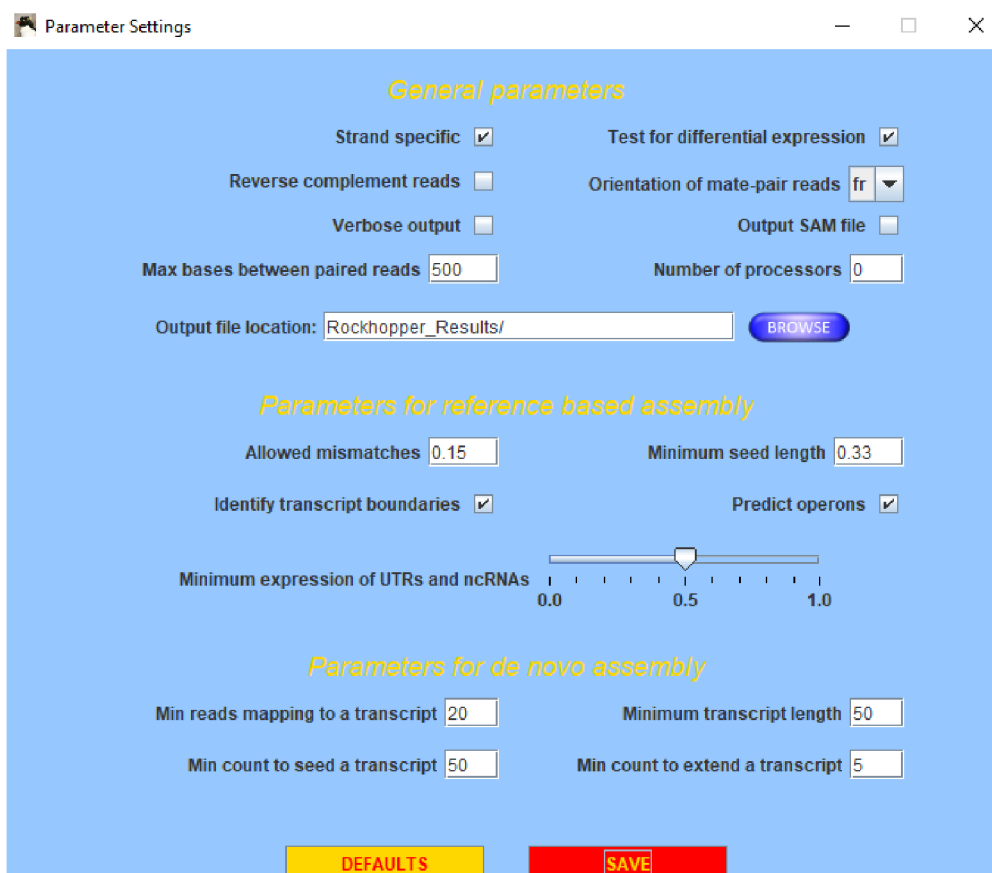 Parameter Settings
General parameters
Strand specific Test for differential expression
Reverse complement reads Orientation of mate-pair reads fr
Verbose output Output SAM file
Max bases between paired reads 500 Number of processors 0
Output file location: Rockhopper_Results/ BROWSE
Parameters for reference based assembly
Allowed mismatches 0.15 Minimum seed length 0.33
Identify transcript boundaries Predict operons
Minimum expression of UTRs and ncRNAs
0.0 0.5 1.0
Parameters for de novo assembly
Min reads mapping to a transcript 20 Minimum transcript length 50
Min count to seed a transcript 50 Min count to extend a transcript 5
DEFAULTS SAVE